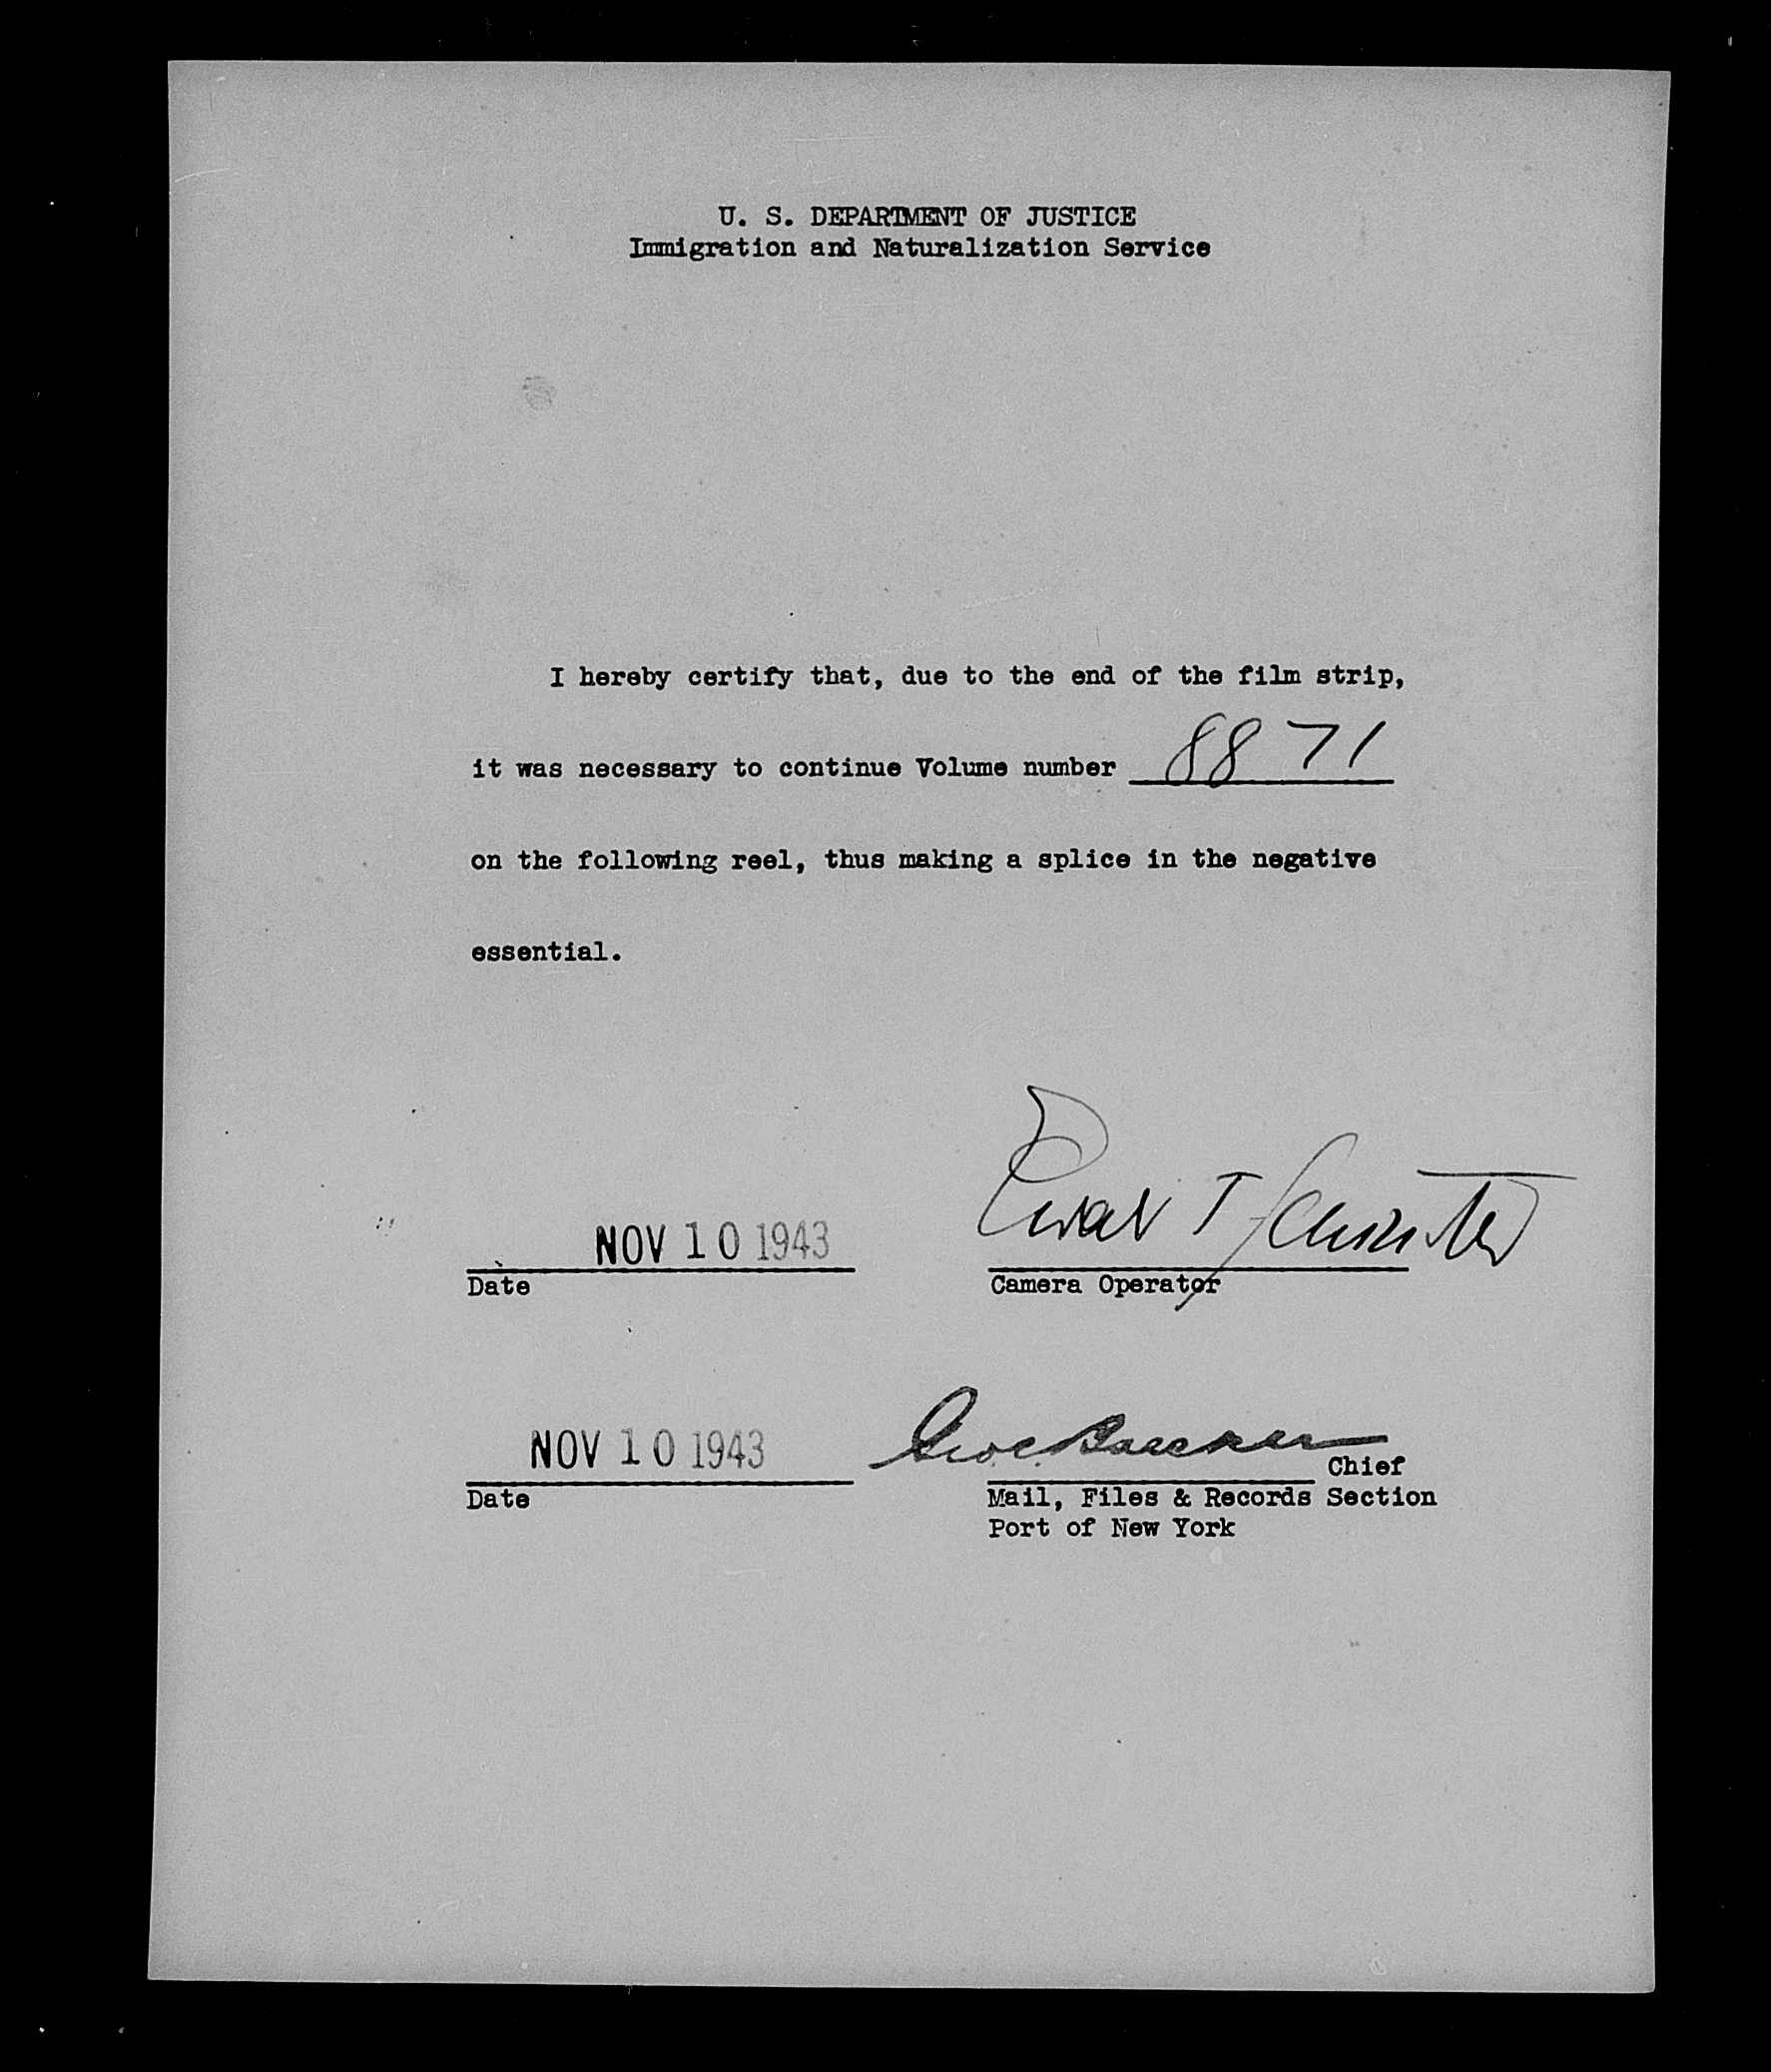 U. S. DEPARTMENT OF JUSTICE
Immigration and Naturalization Service
I hereby certify that, due to the end of the film strip,
it was necessary to continue Volume number 8871
on the following reel, thus making a splice in the negative
essential.
NOV 10 1943
Date
Camera Operator
NOV 10 1943
Chief
Date
Mail, Files & Records Section
Port of New York